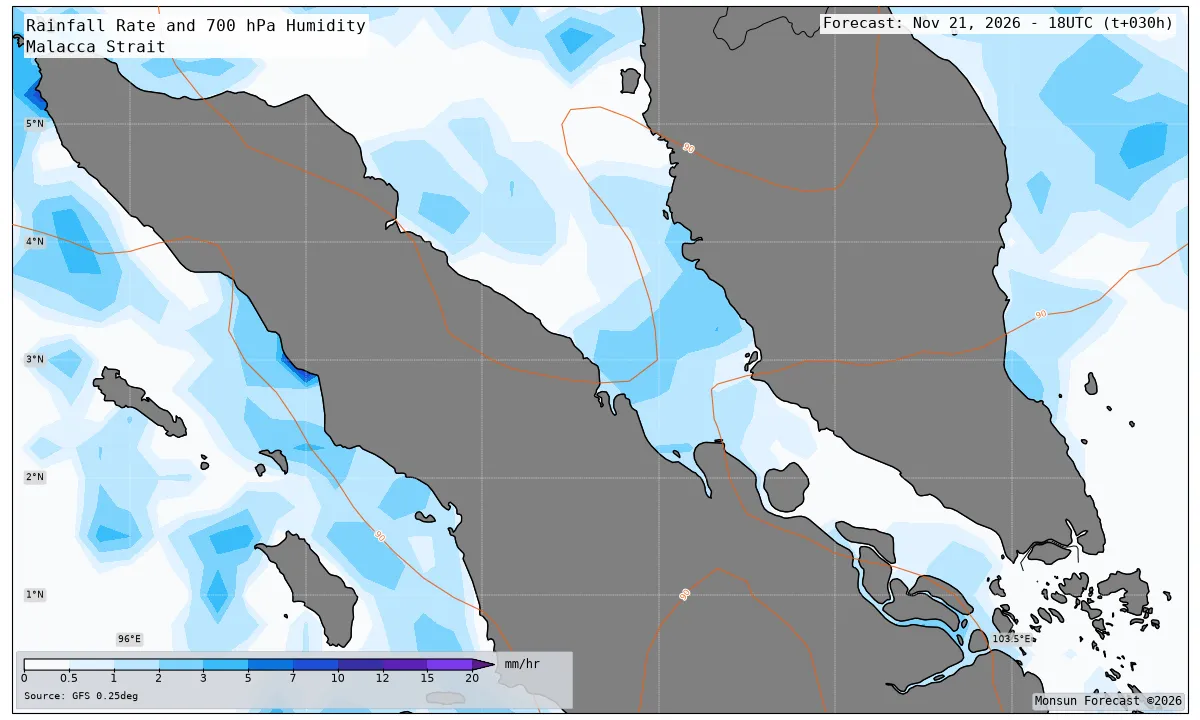 Rainfall Rate and 700 hPa Humidity
Malacca Strait
Forecast: Nov 21, 2026 - 18UTC (t+030h)
5°N
4°N
3°N
2°N
1°N
96°E
103.5°E
90
90
90
90
0 0.5 1 2 3 5 7 10 12 15 20
mm/hr
Source: GFS 0.25deg
Monsun Forecast ©2026